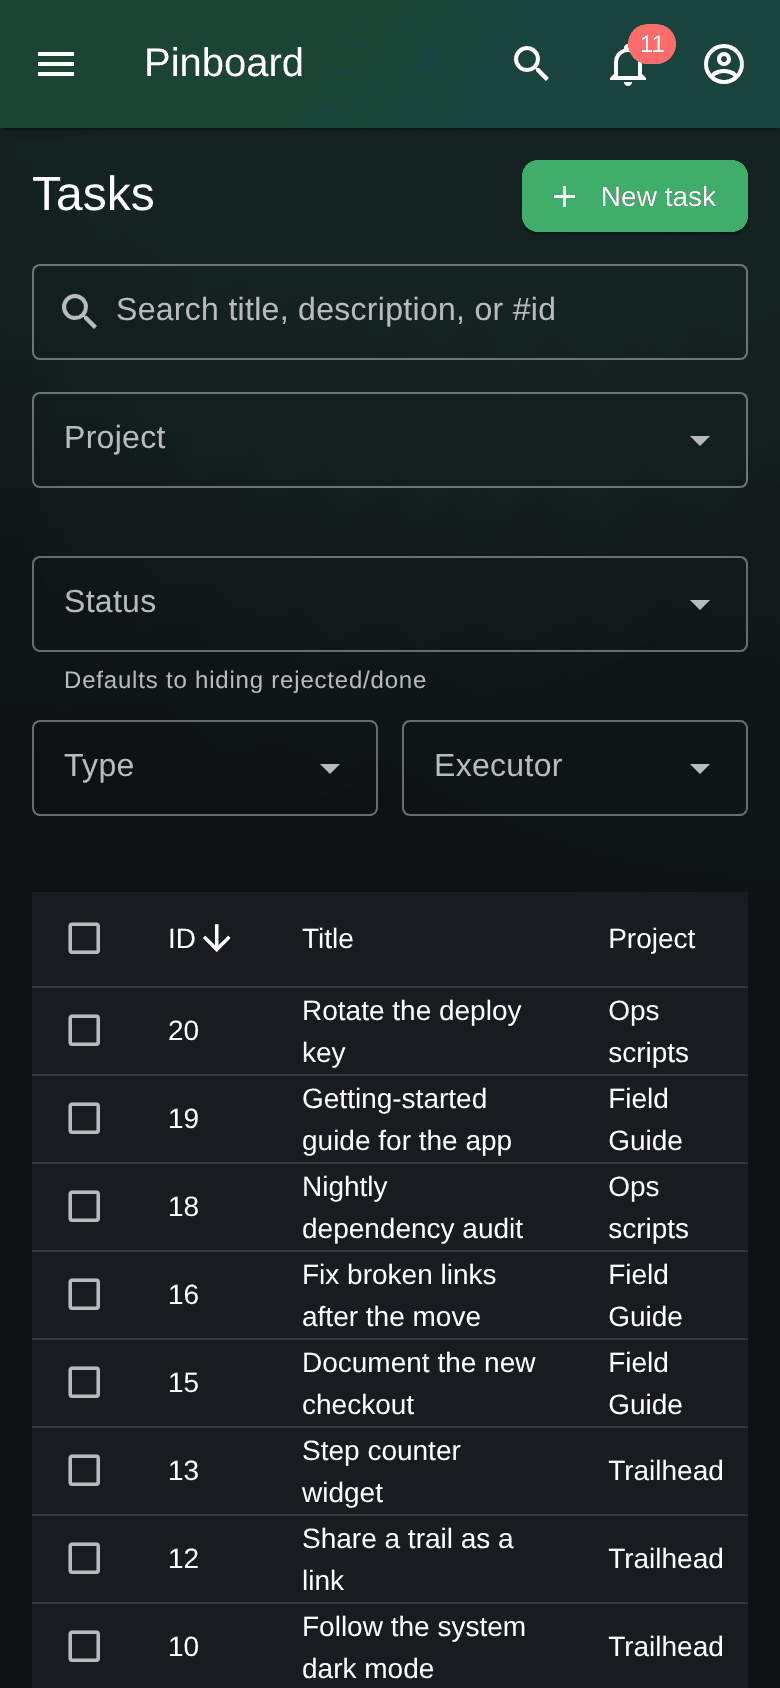 Pinboard
11
Tasks
New task
Search title, description, or #id
Project
Status
Defaults to hiding rejected/done
Type Executor
ID Title Project
20 Rotate the deploy key Ops scripts
19 Getting-started guide for the app Field Guide
18 Nightly dependency audit Ops scripts
16 Fix broken links after the move Field Guide
15 Document the new checkout Field Guide
13 Step counter widget Trailhead
12 Share a trail as a link Trailhead
10 Follow the system dark mode Trailhead